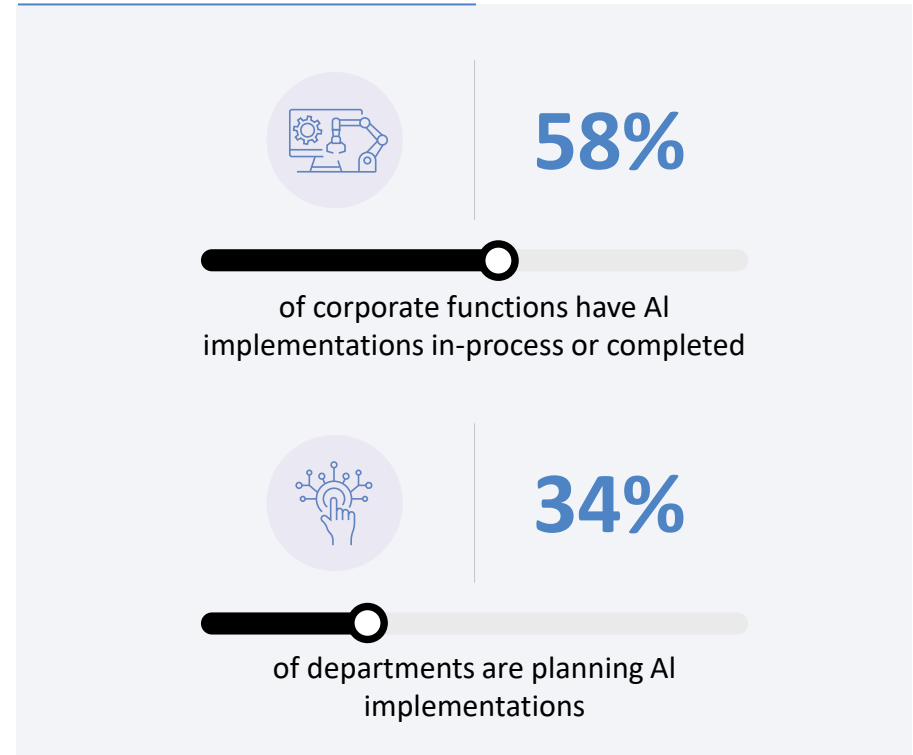 58%
of corporate functions have AI
implementations in-process or completed
34%
of departments are planning AI
implementations